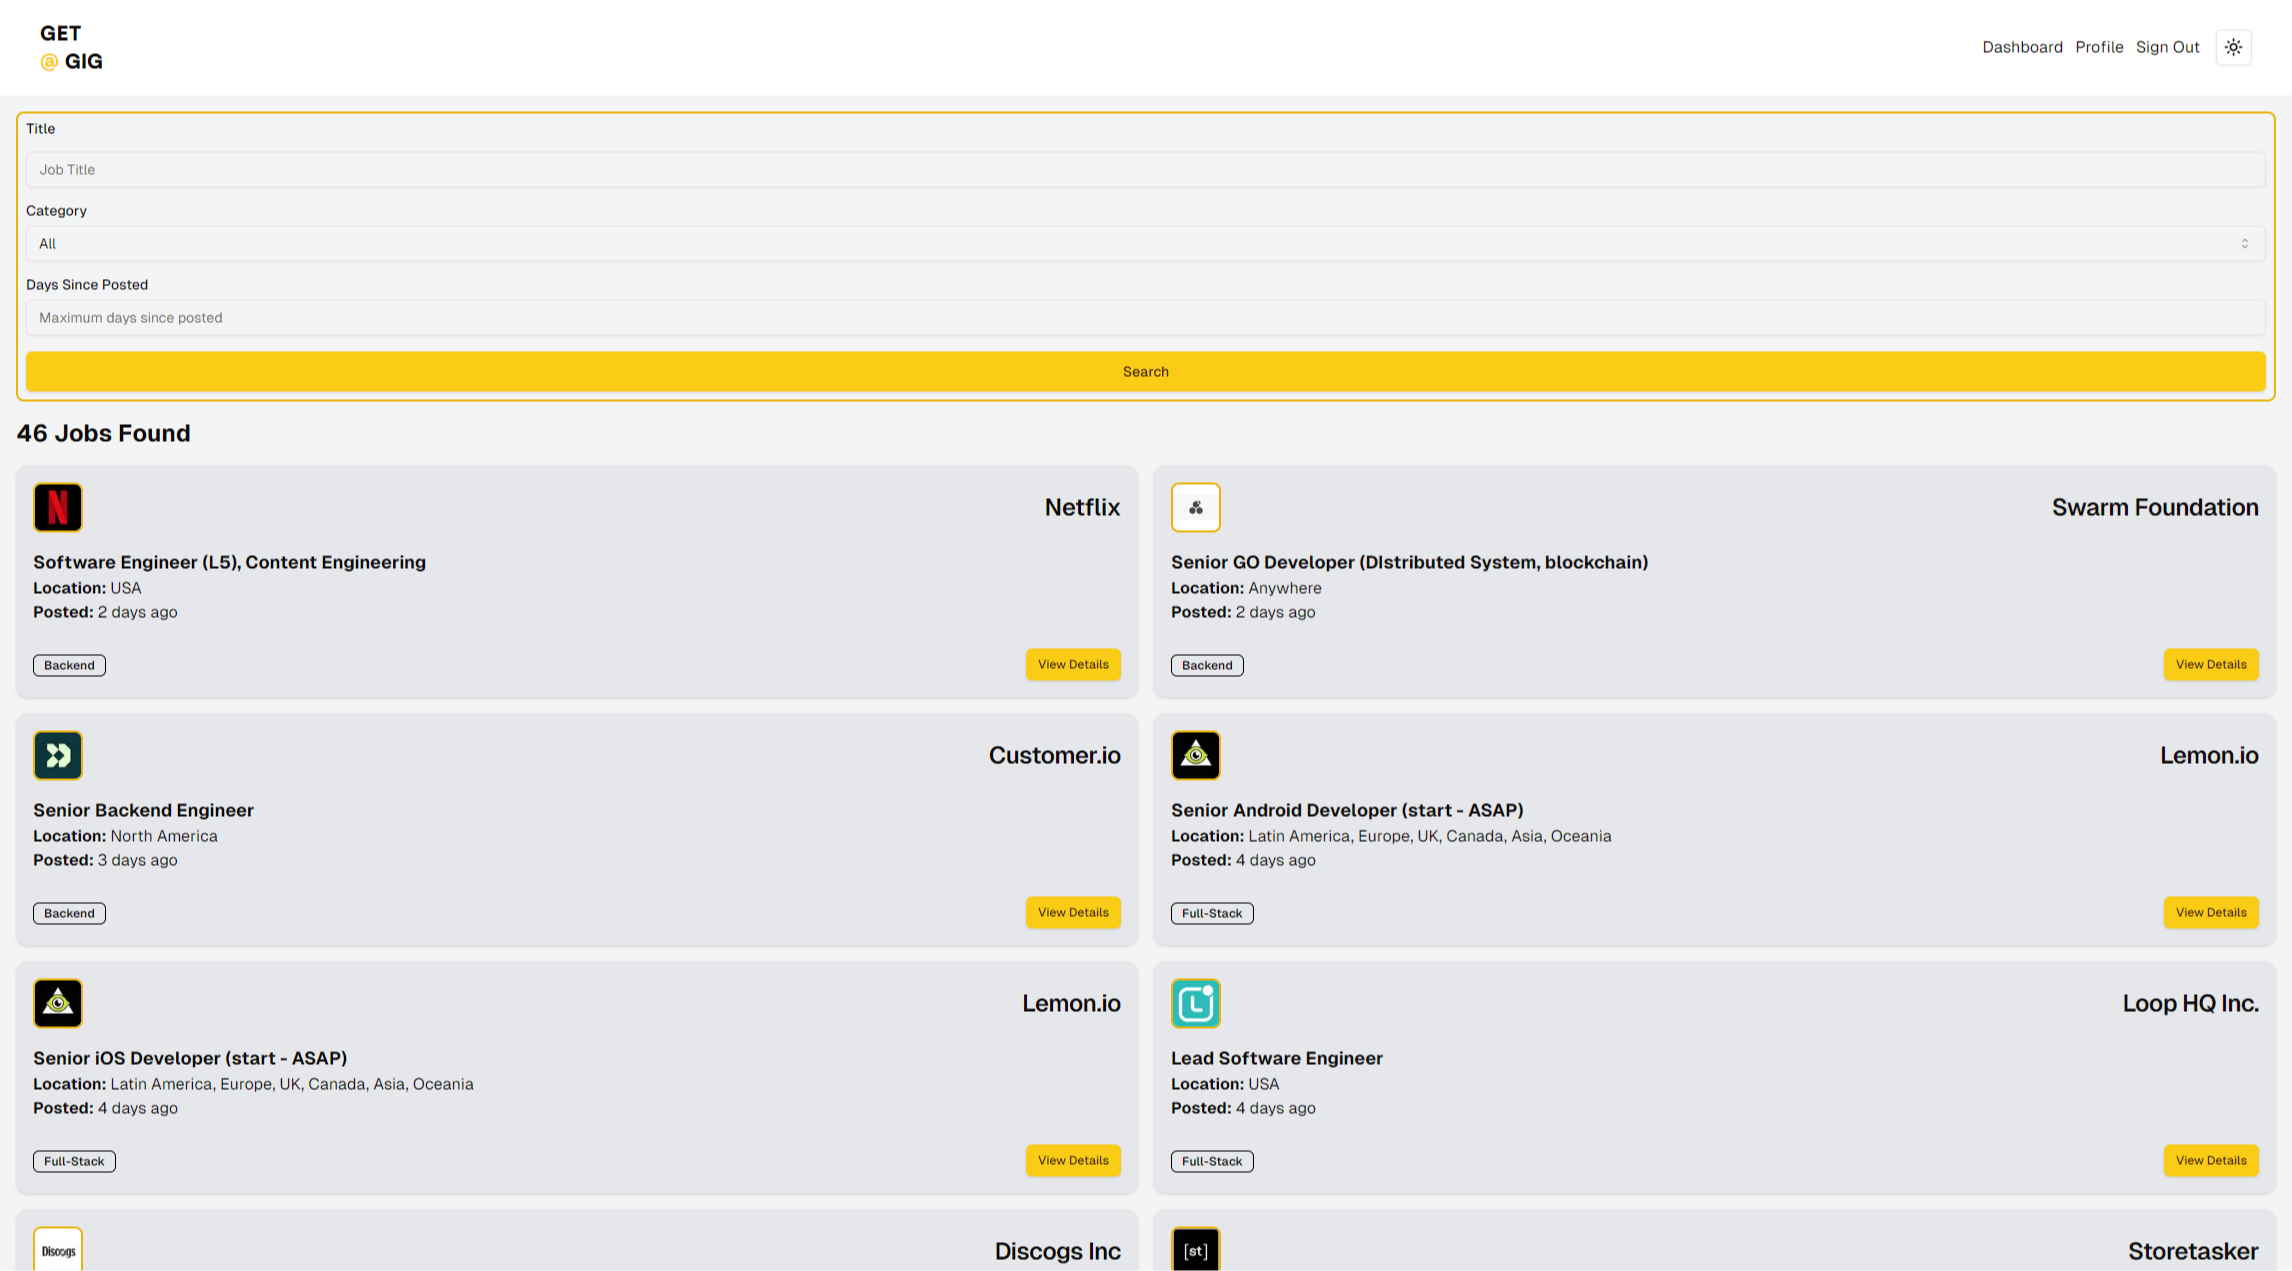 GET
@ GIG
Dashboard Profile Sign Out
Title
Job Title
Category
All
Days Since Posted
Maximum days since posted
Search
46 Jobs Found
Netflix
Software Engineer (L5), Content Engineering
Location: USA
Posted: 2 days ago
Backend
View Details
Swarm Foundation
Senior GO Developer (DIstributed System, blockchain)
Location: Anywhere
Posted: 2 days ago
Backend
View Details
Customer.io
Senior Backend Engineer
Location: North America
Posted: 3 days ago
Backend
View Details
Lemon.io
Senior Android Developer (start - ASAP)
Location: Latin America, Europe, UK, Canada, Asia, Oceania
Posted: 4 days ago
Full-Stack
View Details
Lemon.io
Senior iOS Developer (start - ASAP)
Location: Latin America, Europe, UK, Canada, Asia, Oceania
Posted: 4 days ago
Full-Stack
View Details
Loop HQ Inc.
Lead Software Engineer
Location: USA
Posted: 4 days ago
Full-Stack
View Details
Discogs
Discogs Inc
[st]
Storetasker